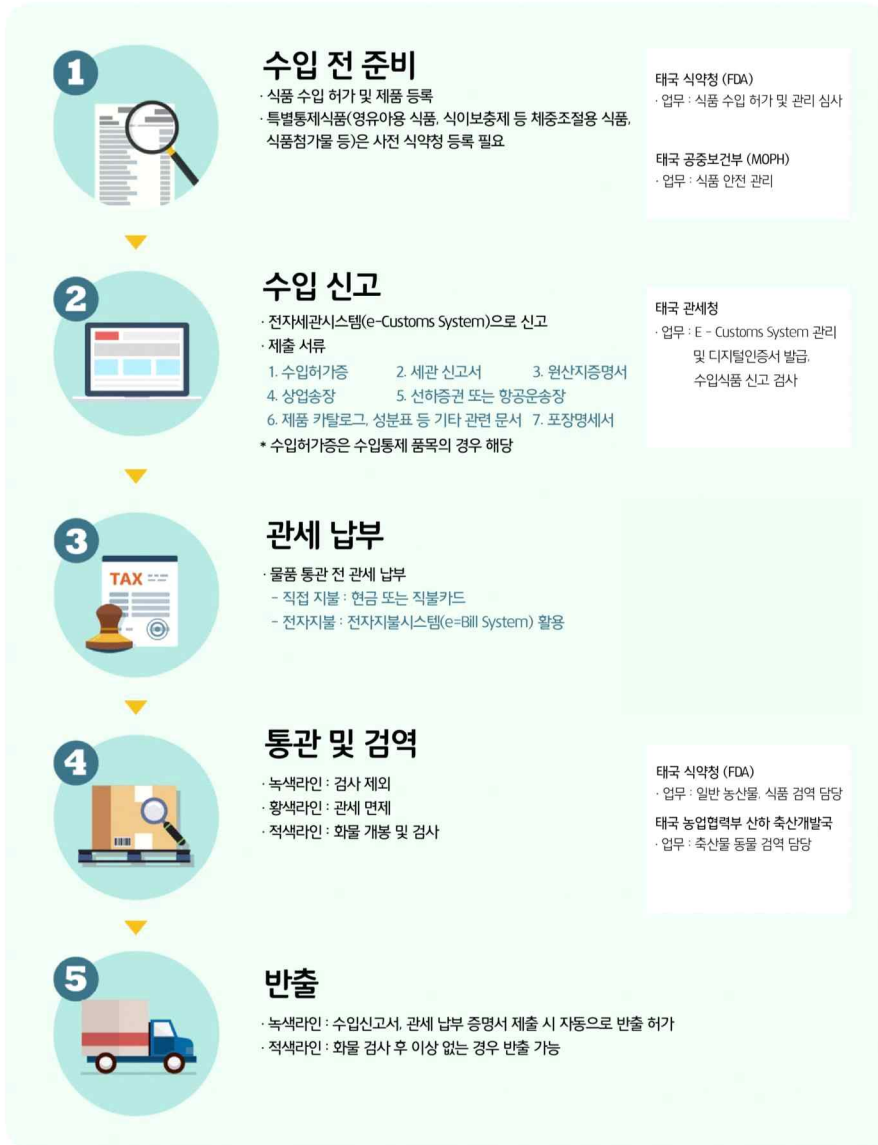 1
수입 전 준비
· 식품 수입 허가 및 제품 등록
· 특별통제식품(영유아용 식품, 식이보충제 등 체중조절용 식품,
식품첨가물 등)은 사전 식약청 등록 필요
태국 식약청 (FDA)
· 업무 : 식품 수입 허가 및 관리 심사
태국 공중보건부 (MOPH)
· 업무 : 식품 안전 관리
2
수입 신고
· 전자세관시스템(e-Customs System)으로 신고
· 제출 서류
1. 수입허가증 2. 세관 신고서 3. 원산지증명서
4. 상업송장 5. 선하증권 또는 항공운송장
6. 제품 카탈로그, 성분표 등 기타 관련 문서 7. 포장명세서
* 수입허가증은 수입통제 품목의 경우 해당
태국 관세청
· 업무 : E - Customs System 관리
및 디지털인증서 발급,
수입식품 신고 검사
3
TAX
관세 납부
· 물품 통관 전 관세 납부
- 직접 지불 : 현금 또는 직불카드
- 전자지불 : 전자지불시스템(e=Bill System) 활용
4
통관 및 검역
· 녹색라인 : 검사 제외
· 황색라인 : 관세 면제
· 적색라인 : 화물 개봉 및 검사
태국 식약청 (FDA)
· 업무 : 일반 농산물, 식품 검역 담당
태국 농업협력부 산하 축산개발국
· 업무 : 축산물 동물 검역 담당
5
반출
· 녹색라인 : 수입신고서, 관세 납부 증명서 제출 시 자동으로 반출 허가
· 적색라인 : 화물 검사 후 이상 없는 경우 반출 가능